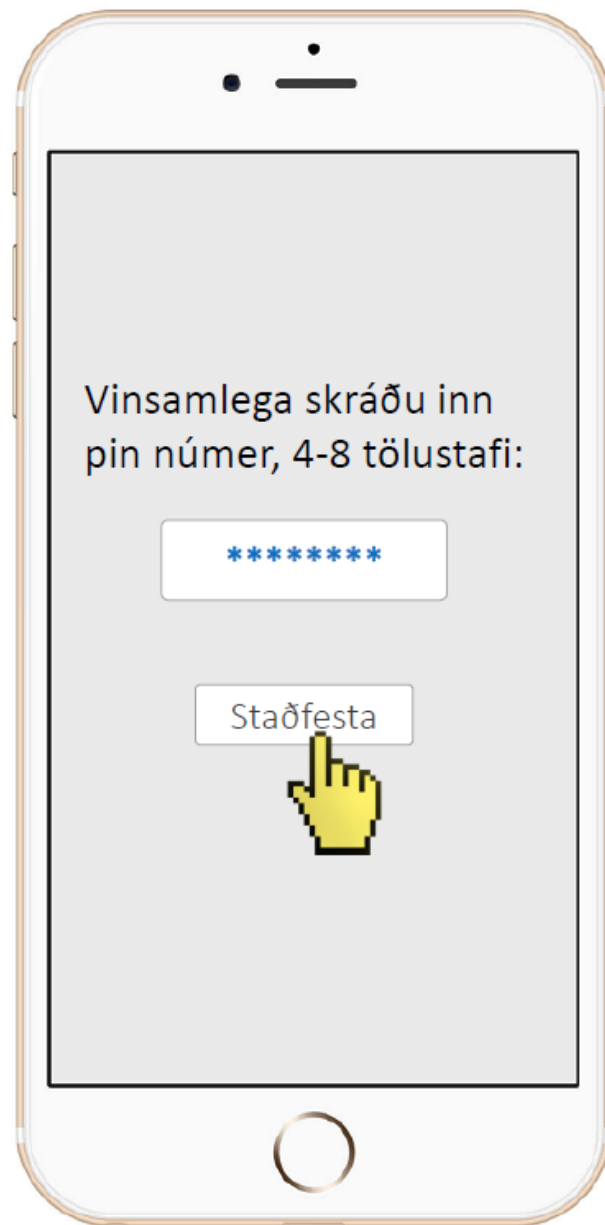 Vinsamlega skráðu inn
pin númer, 4-8 tölustafi:
********
Staðfesta